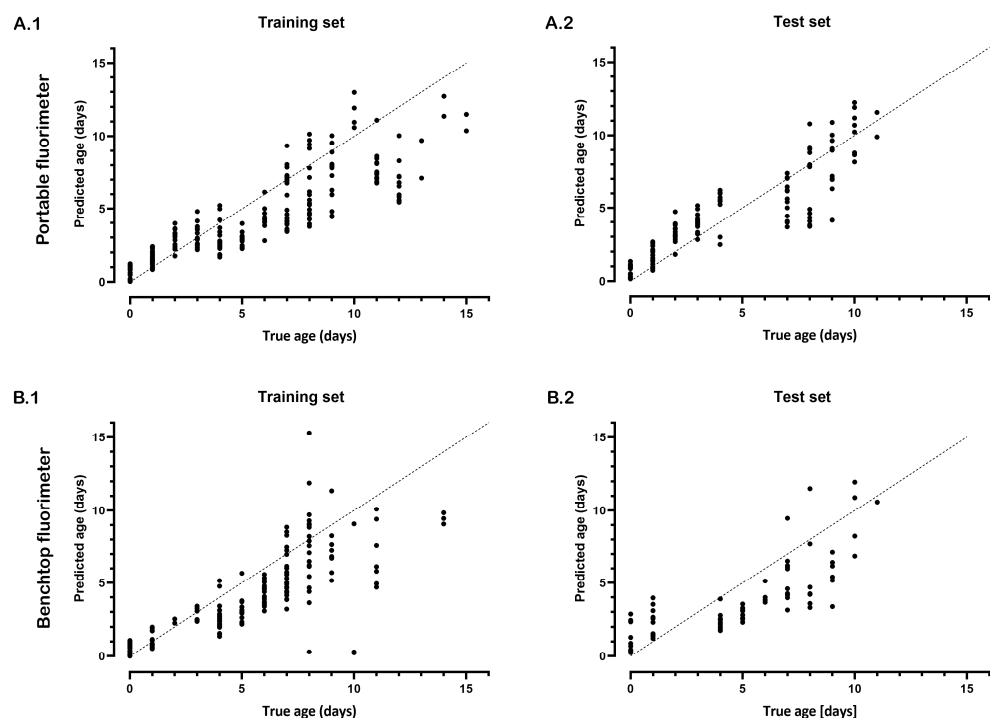 A.1
Training set
Portable fluorimeter
Predicted age (days)
15
10
5
0
0 5 10 15
True age (days)
A.2
Test set
Predicted age (days)
15
10
5
0
0 5 10 15
True age (days)
B.1
Training set
Benchtop fluorimeter
Predicted age (days)
15
10
5
0
0 5 10 15
True age (days)
B.2
Test set
Predicted age (days)
15
10
5
0
0 5 10 15
True age [days]